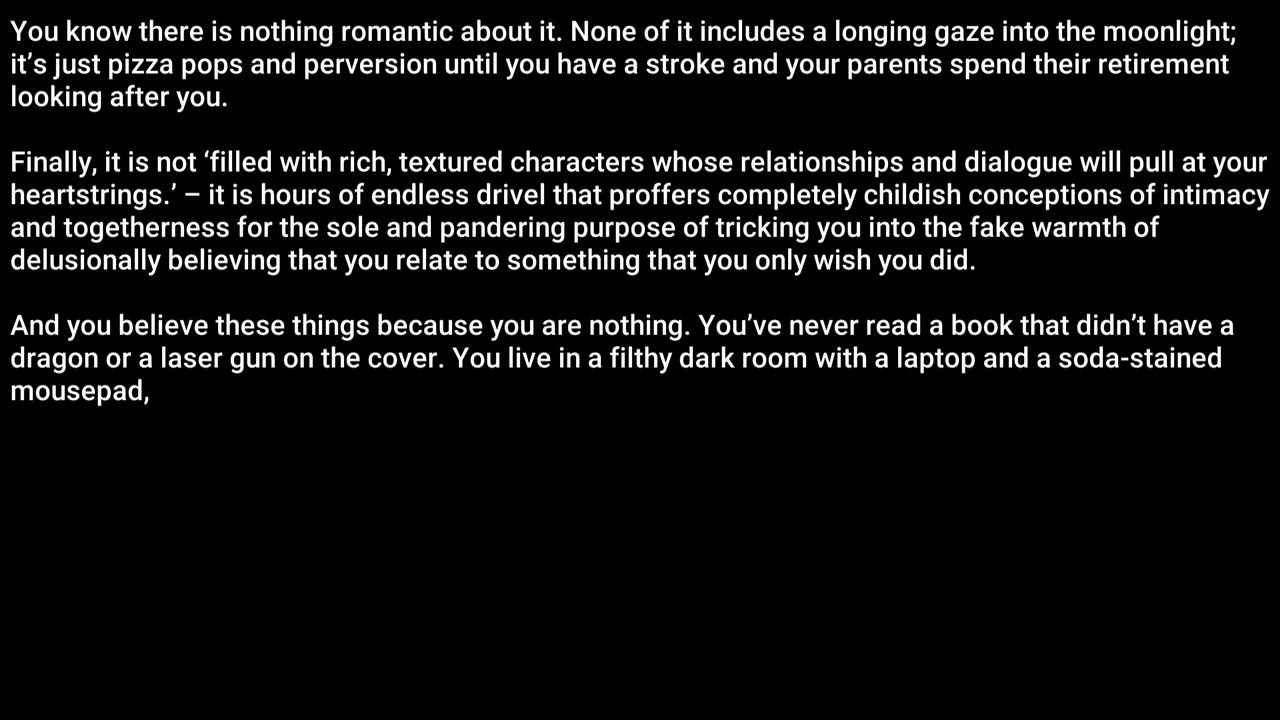 You know there is nothing romantic about it. None of it includes a longing gaze into the moonlight;
it’s just pizza pops and perversion until you have a stroke and your parents spend their retirement
looking after you.
Finally, it is not ‘filled with rich, textured characters whose relationships and dialogue will pull at your
heartstrings.’ – it is hours of endless drivel that proffers completely childish conceptions of intimacy
and togetherness for the sole and pandering purpose of tricking you into the fake warmth of
delusionally believing that you relate to something that you only wish you did.
And you believe these things because you are nothing. You’ve never read a book that didn’t have a
dragon or a laser gun on the cover. You live in a filthy dark room with a laptop and a soda-stained
mousepad,